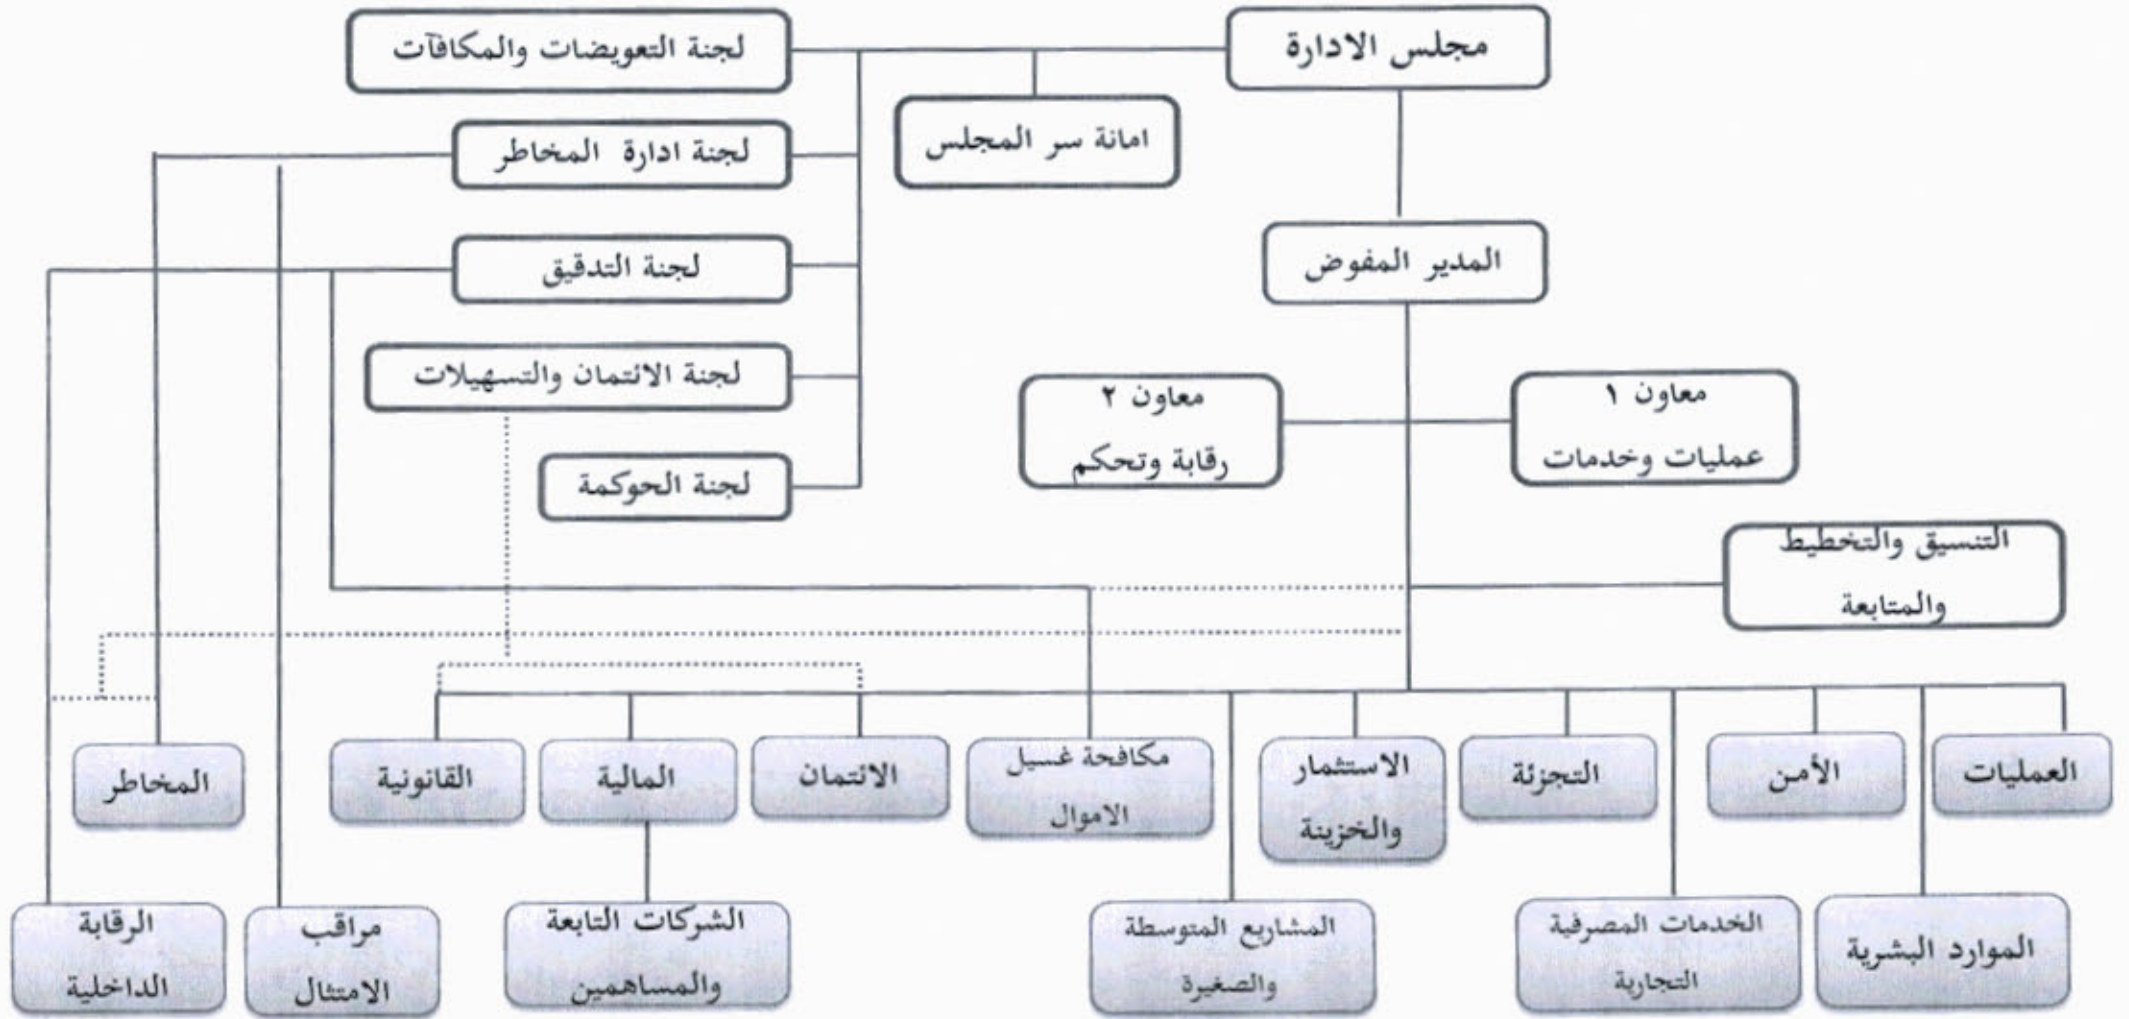 مجلس الادارة
لجنة التعويضات والمكافآت
امانة سر المجلس
لجنة ادارة المخاطر
المدير المفوض
لجنة التدقيق
لجنة الائتمان والتسهيلات
معاون ١
عمليات وخدمات
معاون ٢
رقابة وتحكم
لجنة الحوكمة
التنسيق والتخطيط
والمتابعة
العمليات
الأمن
التجزئة
الاستثمار
والخزينة
مكافحة غسيل
الاموال
الائتمان
المالية
القانونية
المخاطر
الموارد البشرية
الخدمات المصرفية
التجارية
المشاريع المتوسطة
والصغيرة
الشركات التابعة
والمساهمين
مراقب
الامتثال
الرقابة
الداخلية